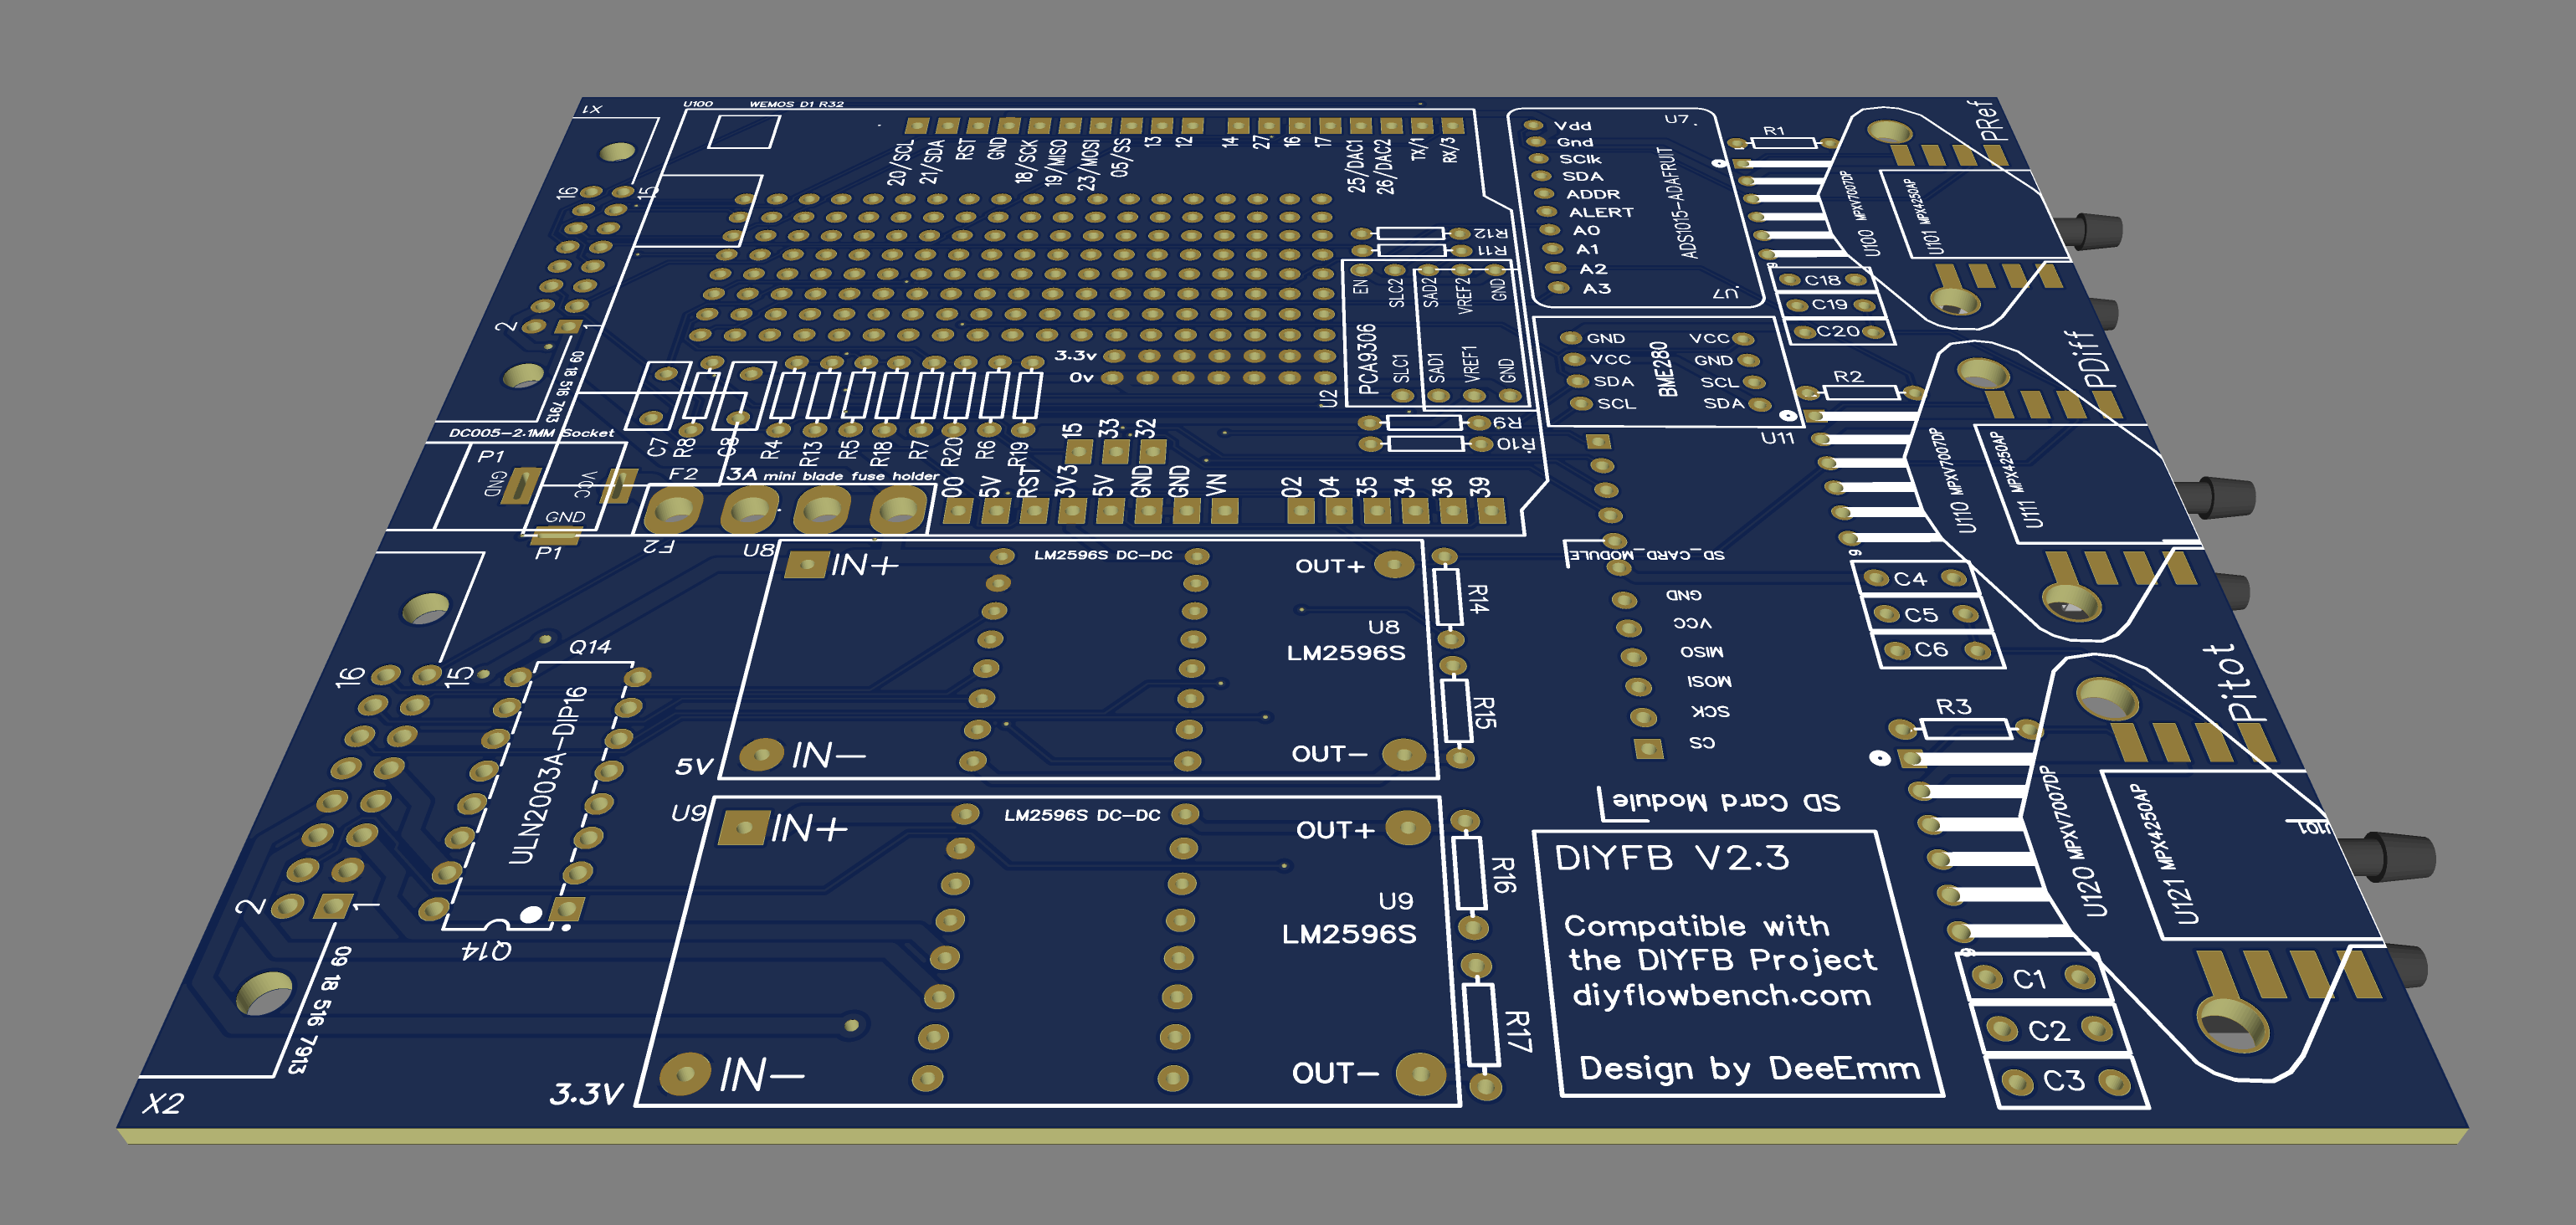 X1
U100 WEMOS D1 R32
20/SCL
21/SDA
RST
GND
18/SCK
19/MISO
23/MOSI
05/SS
13
12
14
27
16
17
25/DAC1
26/DAC2
TX/1
RX/3
16
15
2
1
09 18 516 7913
U7
Vdd
Gnd
SClk
SDA
ADDR
ALERT
A0
A1
A2
A3
ADS1015-ADAFRUIT
U7
R1
PRef
U100 MPXV7007DP
U101 MPX4250AP
6
C18
C19
C20
R12
R11
EN
SLC2
SAD2
VREF2
GND
PCA9306
SLC1
SAD1
VREF1
GND
U2
R9
R10
3.3v
0v
GND
VCC
SDA
SCL
BME280
VCC
GND
SCL
SDA
U11
R2
PDiff
U110 MPXV7007DP
U111 MPX4250AP
6
C4
C5
C6
C7
R8
C8
R4
R13
R5
R18
R7
R20
R6
R19
15
33
32
DC005-2.1MM Socket
P1
GND
VCC
GND
P1
F2
3A mini blade fuse holder
F2
00
5V
RST
3V3
5V
GND
GND
VN
02
04
35
34
36
39
U8
IN+
LM2596S DC-DC
OUT+
U8
LM2596S
IN-
OUT-
5V
R14
R15
SD_CARD_MODULE
GND
VCC
MISO
MOSI
SCK
CS
SD Card Module
Q14
16
15
ULN2003A-DIP16
2
1
Q14
09 18 516 7913
X2
U9
IN+
LM2596S DC-DC
OUT+
U9
LM2596S
IN-
OUT-
3.3V
R16
R17
DIYFB V2.3
Compatible with
the DIYFB Project
diyflowbench.com
Design by DeeEmm
R3
Pitot
U120 MPXV7007DP
U121 MPX4250AP
6
C1
C2
C3